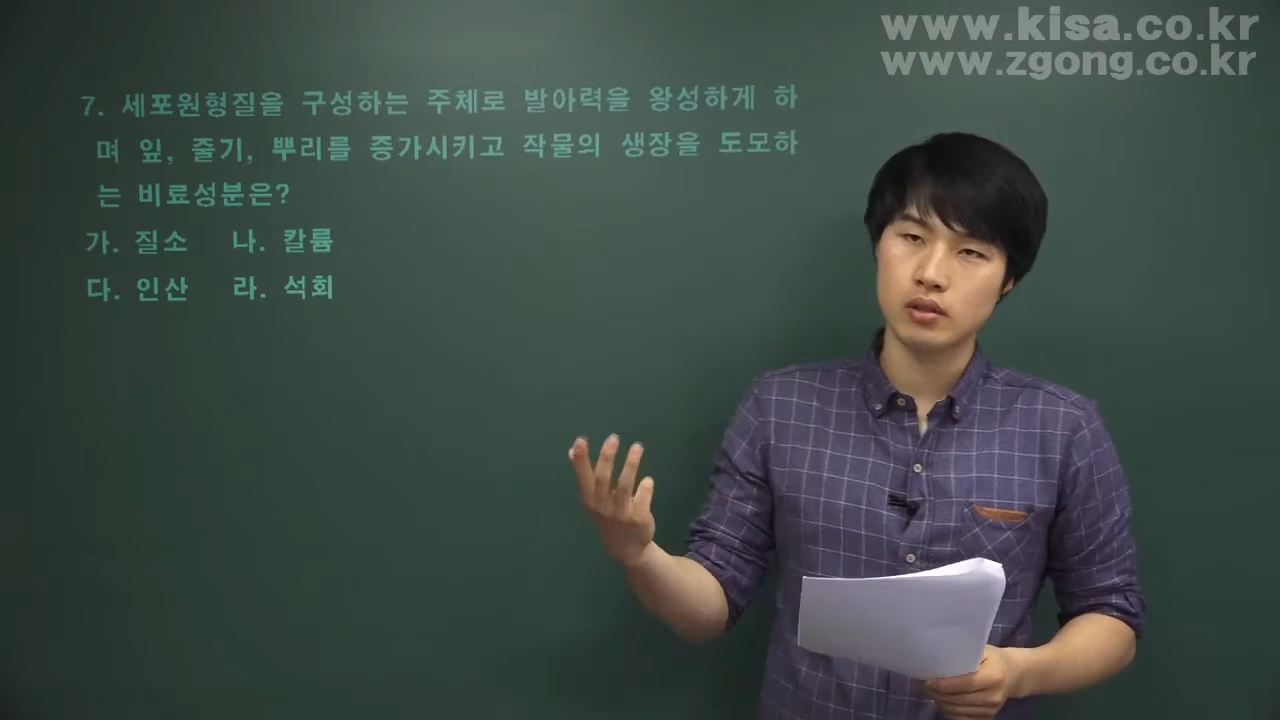 www.kisa.co.kr
www.zgong.co.kr
7. 세포원형질을 구성하는 주체로 발아력을 왕성하게 하
며 잎, 줄기, 뿌리를 증가시키고 작물의 생장을 도모하
는 비료성분은?
가. 질소 나. 칼륨
다. 인산 라. 석회